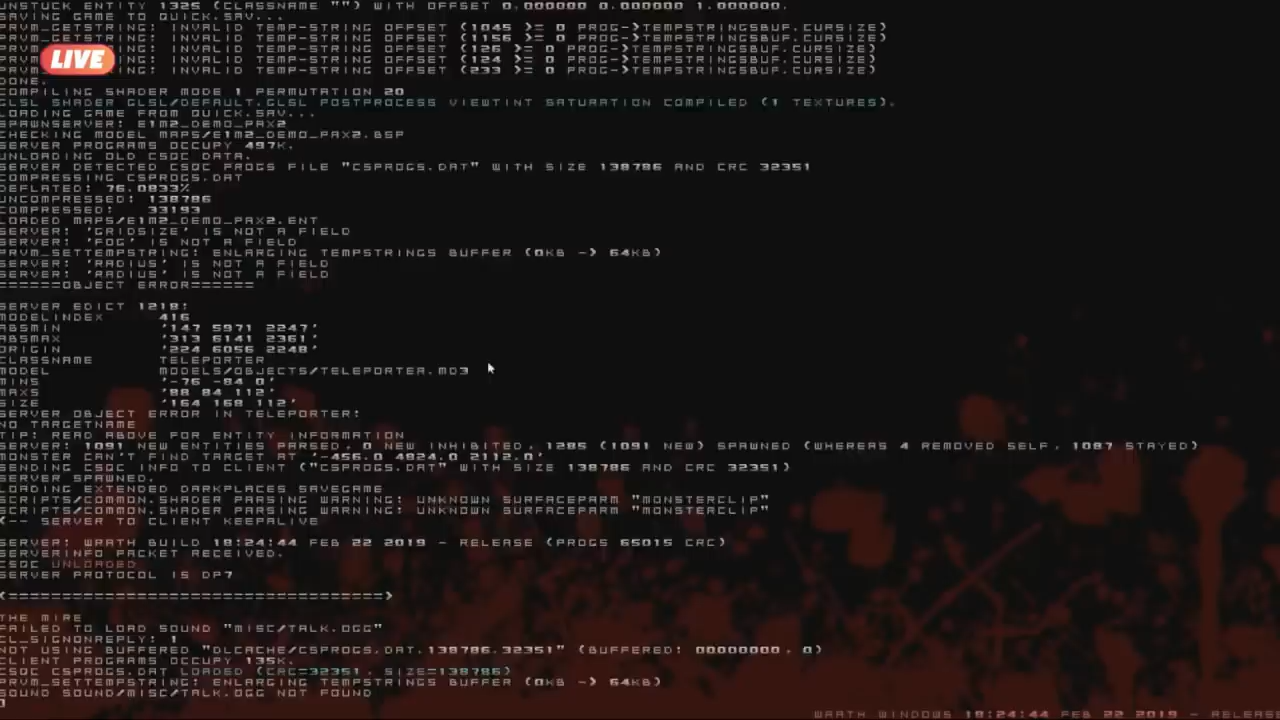 UNSTUCK ENTITY 1325 (CLASSNAME "") WITH OFFSET 0.000000 0.000000 1.000000.
SAVING GAME TO QUICK.SAV...
PRVM_GETSTRING: INVALID TEMP-STRING OFFSET (1045 >= 0 PROG->TEMPSTRINGSBUF.CURSIZE)
PRVM_GETSTRING: INVALID TEMP-STRING OFFSET (1156 >= 0 PROG->TEMPSTRINGSBUF.CURSIZE)
PRVM_GETSTRING: INVALID TEMP-STRING OFFSET (126 >= 0 PROG->TEMPSTRINGSBUF.CURSIZE)
PRVM_GETSTRING: INVALID TEMP-STRING OFFSET (124 >= 0 PROG->TEMPSTRINGSBUF.CURSIZE)
PRVM_GETSTRING: INVALID TEMP-STRING OFFSET (233 >= 0 PROG->TEMPSTRINGSBUF.CURSIZE)
LIVE
DONE.
COMPILING SHADER MODE 1 PERMUTATION 20
GLSL SHADER GLSL/DEFAULT.GLSL POSTPROCESS VIEWTINT SATURATION COMPILED (1 TEXTURES).
LOADING GAME FROM QUICK.SAV...
SPAWNSERVER: E1M2_DEMO_PAX2
CHECKING MODEL MAPS/E1M2_DEMO_PAX2.BSP
SERVER PROGRAMS OCCUPY 497K.
UNLOADING OLD CSQC DATA.
SERVER DETECTED CSQC PROGS FILE "CSPROGS.DAT" WITH SIZE 138786 AND CRC 32351
COMPRESSING CSPROGS.DAT
DEFLATED: 76.0833%
UNCOMPRESSED: 138786
COMPRESSED: 33193
LOADED MAPS/E1M2_DEMO_PAX2.ENT
SERVER: 'GRIDSIZE' IS NOT A FIELD
SERVER: 'FOG' IS NOT A FIELD
PRVM_SETTEMPSTRING: ENLARGING TEMPSTRINGS BUFFER (0KB -> 64KB)
SERVER: 'RADIUS' IS NOT A FIELD
SERVER: 'RADIUS' IS NOT A FIELD
======OBJECT ERROR======
SERVER EDICT 1218:
MODELINDEX 416
ABSMIN '147 5971 2247'
ABSMAX '313 6141 2361'
ORIGIN '224 6056 2248'
CLASSNAME TELEPORTER
MODEL MODELS/OBJECTS/TELEPORTER.MD3
MINS '-76 -84 0'
MAXS '88 84 112'
SIZE '164 168 112'
SERVER OBJECT ERROR IN TELEPORTER:
NO TARGETNAME
TIP: READ ABOVE FOR ENTITY INFORMATION
SERVER: 1091 NEW ENTITIES PARSED, 0 NEW INHIBITED, 1285 (1091 NEW) SPAWNED (WHEREAS 4 REMOVED SELF, 1087 STAYED)
MONSTER CAN'T FIND TARGET AT '-456.0 4824.0 2112.0'
SENDING CSQC INFO TO CLIENT ("CSPROGS.DAT" WITH SIZE 138786 AND CRC 32351)
SERVER SPAWNED.
LOADING EXTENDED DARKPLACES SAVEGAME
SCRIPTS/COMMON.SHADER PARSING WARNING: UNKNOWN SURFACEPARM "MONSTERCLIP"
SCRIPTS/COMMON.SHADER PARSING WARNING: UNKNOWN SURFACEPARM "MONSTERCLIP"
<-- SERVER TO CLIENT KEEPALIVE
SERVER: WRATH BUILD 18:24:44 FEB 22 2019 - RELEASE (PROGS 65015 CRC)
SERVERINFO PACKET RECEIVED.
CSQC UNLOADED
SERVER PROTOCOL IS DP7
<===================================>
THE MIRE
FAILED TO LOAD SOUND "MISC/TALK.OGG"
CL_SIGNONREPLY: 1
NOT USING BUFFERED "DLCACHE/CSPROGS.DAT.138786.32351" (BUFFERED: 00000000, 0)
CLIENT PROGRAMS OCCUPY 135K.
CSQC CSPROGS.DAT LOADED (CRC=32351, SIZE=138786)
PRVM_SETTEMPSTRING: ENLARGING TEMPSTRINGS BUFFER (0KB -> 64KB)
SOUND SOUND/MISC/TALK.OGG NOT FOUND
]
WRATH WINDOWS 18:24:44 FEB 22 2019 - RELEASE